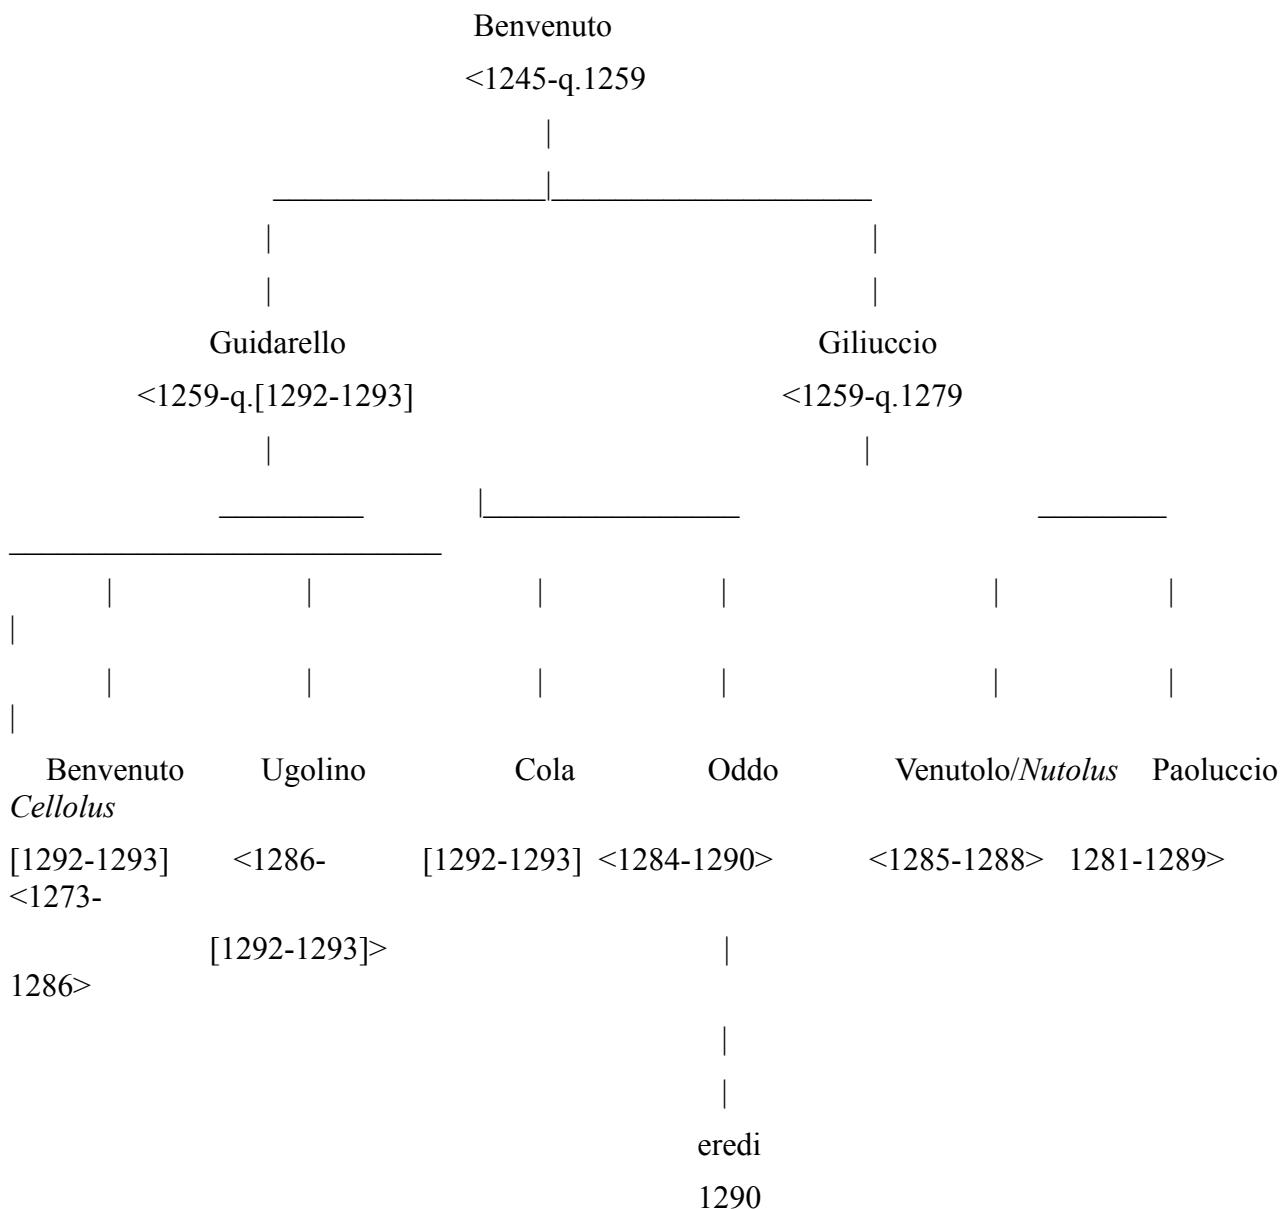 Benvenuto
<1245-q.1259
Guidarello Giliuccio
<1259-q.[1292-1293] <1259-q.1279
Benvenuto Ugolino Cola Oddo Venutolo/Nutolus Paoluccio
Cellolus
[1292-1293] <1286- [1292-1293] <1284-1290> <1285-1288> 1281-1289>
<1273-
[1292-1293]>
1286>
eredi
1290